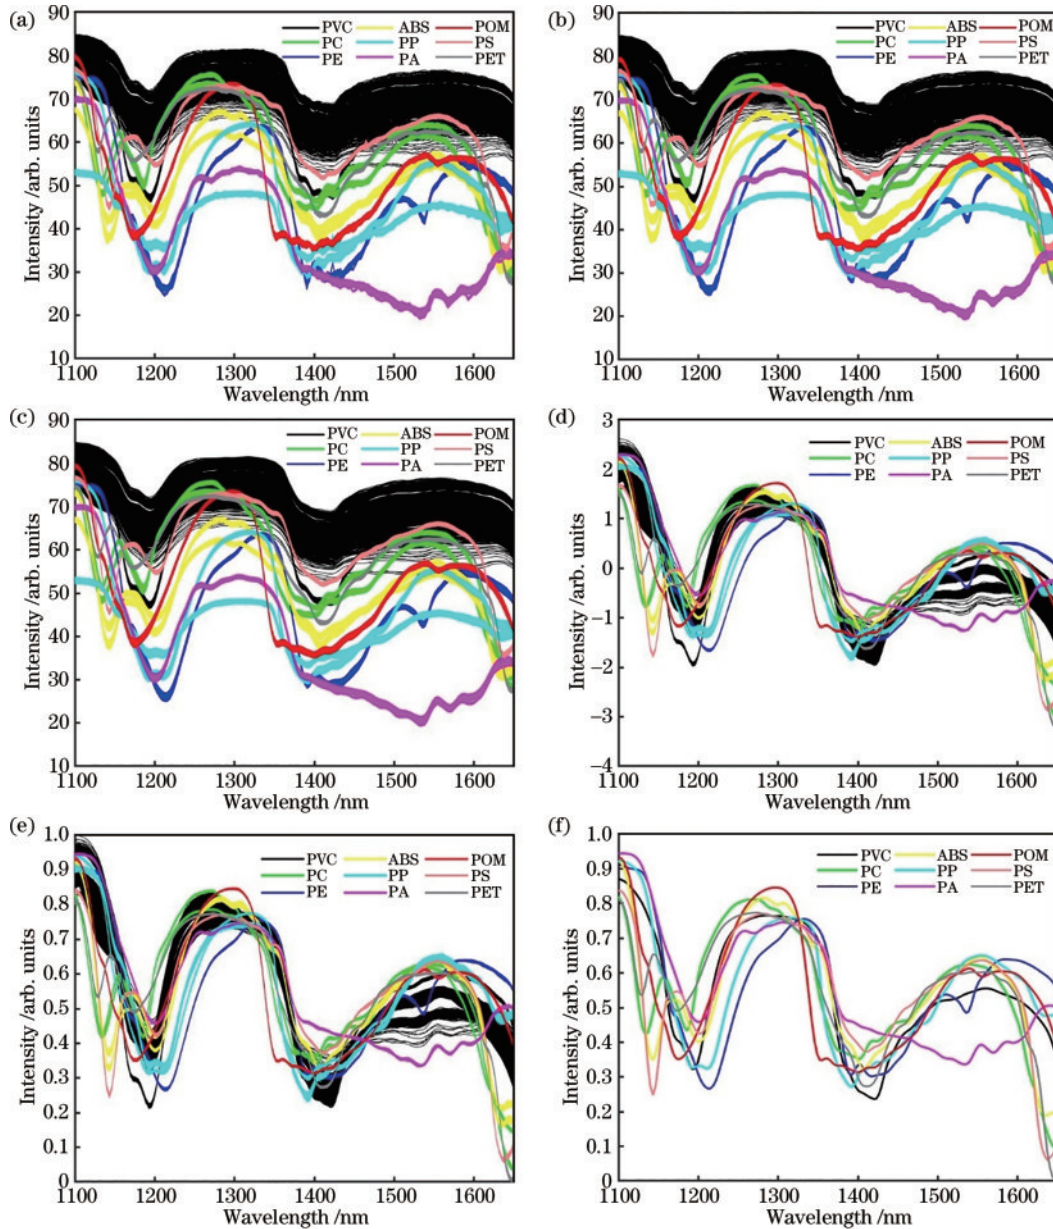 (a)
90
80
70
60
50
40
30
20
10
Intensity /arb. units
PVC ABS POM
PC PP PS
PE PA PET
1100 1200 1300 1400 1500 1600
Wavelength /nm
(b)
90
80
70
60
50
40
30
20
10
Intensity /arb. units
PVC ABS POM
PC PP PS
PE PA PET
1100 1200 1300 1400 1500 1600
Wavelength /nm
(c)
90
80
70
60
50
40
30
20
10
Intensity /arb. units
PVC ABS POM
PC PP PS
PE PA PET
1100 1200 1300 1400 1500 1600
Wavelength /nm
(d)
3
2
1
0
−1
−2
−3
−4
Intensity /arb. units
PVC ABS POM
PC PP PS
PE PA PET
1100 1200 1300 1400 1500 1600
Wavelength /nm
(e)
1.0
0.9
0.8
0.7
0.6
0.5
0.4
0.3
0.2
0.1
0
Intensity /arb. units
PVC ABS POM
PC PP PS
PE PA PET
1100 1200 1300 1400 1500 1600
Wavelength /nm
(f)
1.0
0.9
0.8
0.7
0.6
0.5
0.4
0.3
0.2
0.1
0
Intensity /arb. units
PVC ABS POM
PC PP PS
PE PA PET
1100 1200 1300 1400 1500 1600
Wavelength /nm